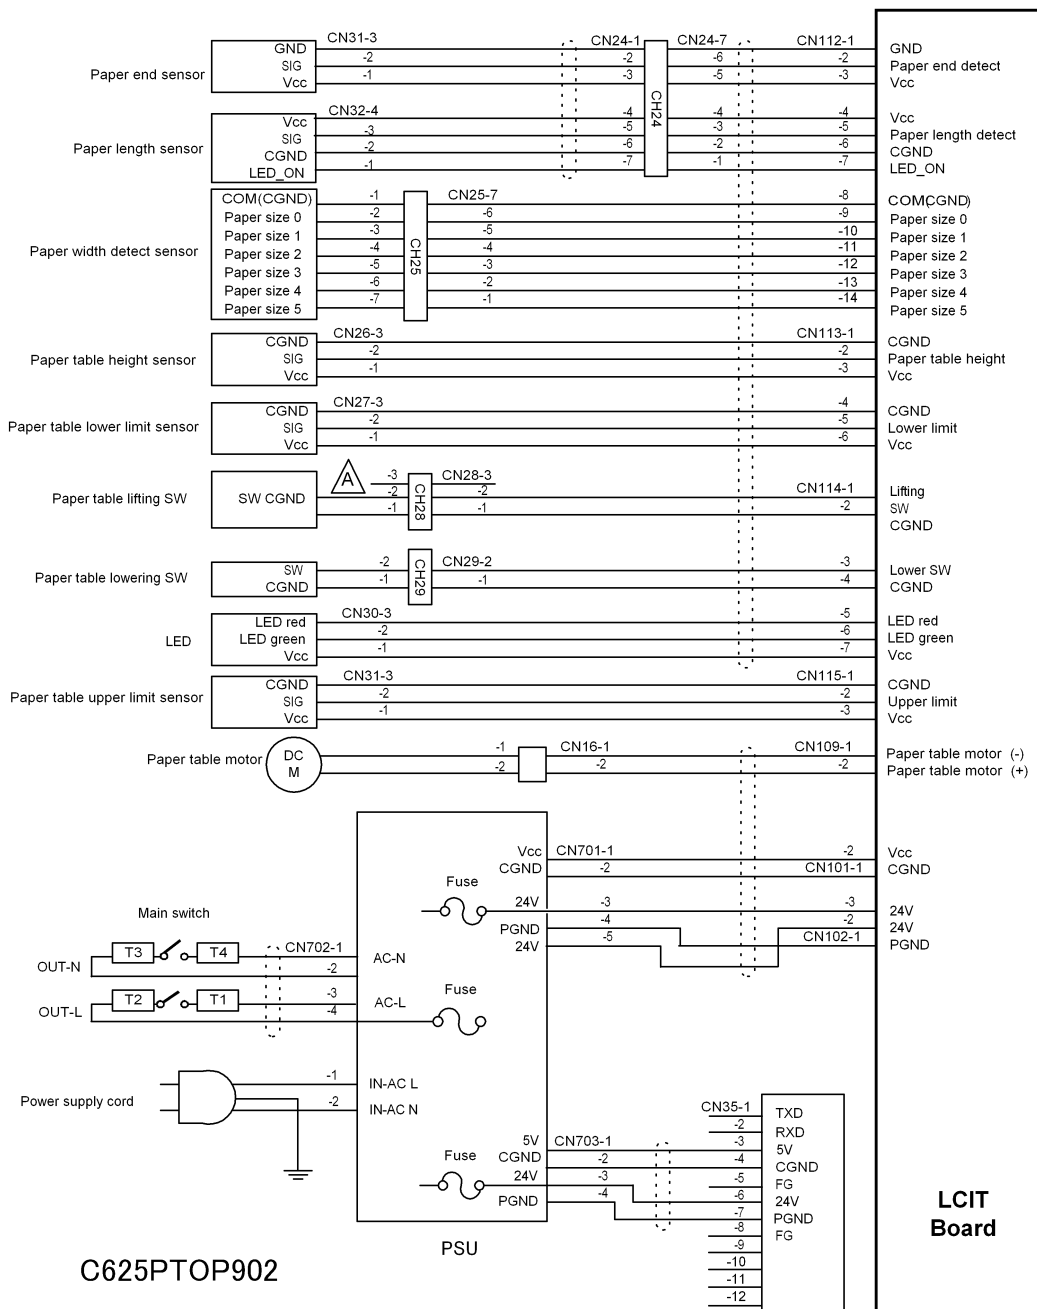 CN31-3 CN24-1 CN24-7 CN112-1
GND -2 -2 -6 -2 GND
Paper end sensor SIG -1 -3 -5 -3 Paper end detect
Vcc Vcc
CH24
CN32-4 -4 -4 -4
Vcc -3 -5 -3 -5 Vcc
Paper length sensor SIG -2 -6 -2 -6 Paper length detect
CGND -1 -7 -1 -7 CGND
LED_ON LED_ON
COM(CGND) -1 CN25-7 -8 COM(CGND)
Paper size 0 -2 -6 -9 Paper size 0
Paper size 1 -3 -5 -10 Paper size 1
Paper width detect sensor Paper size 2 -4 CH25 -4 -11 Paper size 2
Paper size 3 -5 -3 -12 Paper size 3
Paper size 4 -6 -2 -13 Paper size 4
Paper size 5 -7 -1 -14 Paper size 5
CN26-3 CN113-1
CGND -2 -2 CGND
Paper table height sensor SIG -1 -3 Paper table height
Vcc Vcc
CN27-3 -4
CGND -2 -5 CGND
Paper table lower limit sensor SIG -1 -6 Lower limit
Vcc Vcc
A -3 CN28-3
Paper table lifting SW SW CGND -2 CH28 -2 CN114-1 Lifting
-1 -1 -2 SW
CGND
-2 CN29-2 -3
Paper table lowering SW SW -1 CH29 -1 -4 Lower SW
CGND CGND
CN30-3 -5
LED red -2 -6 LED red
LED LED green -1 -7 LED green
Vcc Vcc
CN31-3 CN115-1
CGND -2 -2 CGND
Paper table upper limit sensor SIG -1 -3 Upper limit
Vcc Vcc
-1 CN16-1 CN109-1 Paper table motor (-)
Paper table motor DC M -2 -2 -2 Paper table motor (+)
Vcc CN701-1 -2 Vcc
CGND -2 CN101-1 CGND
Fuse
24V -3 -3 24V
PGND -4 -2 24V
24V -5 CN102-1 PGND
Main switch
T3 T4 CN702-1 AC-N
OUT-N -2
T2 T1 -3 AC-L Fuse
OUT-L -4
-1 IN-AC L
Power supply cord -2 IN-AC N
CN35-1 TXD
-2 RXD
5V CN703-1 -3 5V
Fuse CGND -2 -4 CGND
24V -3 -5 FG
PGND -4 -6 24V
-7 PGND
-8 FG
-9
-10
-11
-12
LCIT
Board
PSU
C625PTOP902